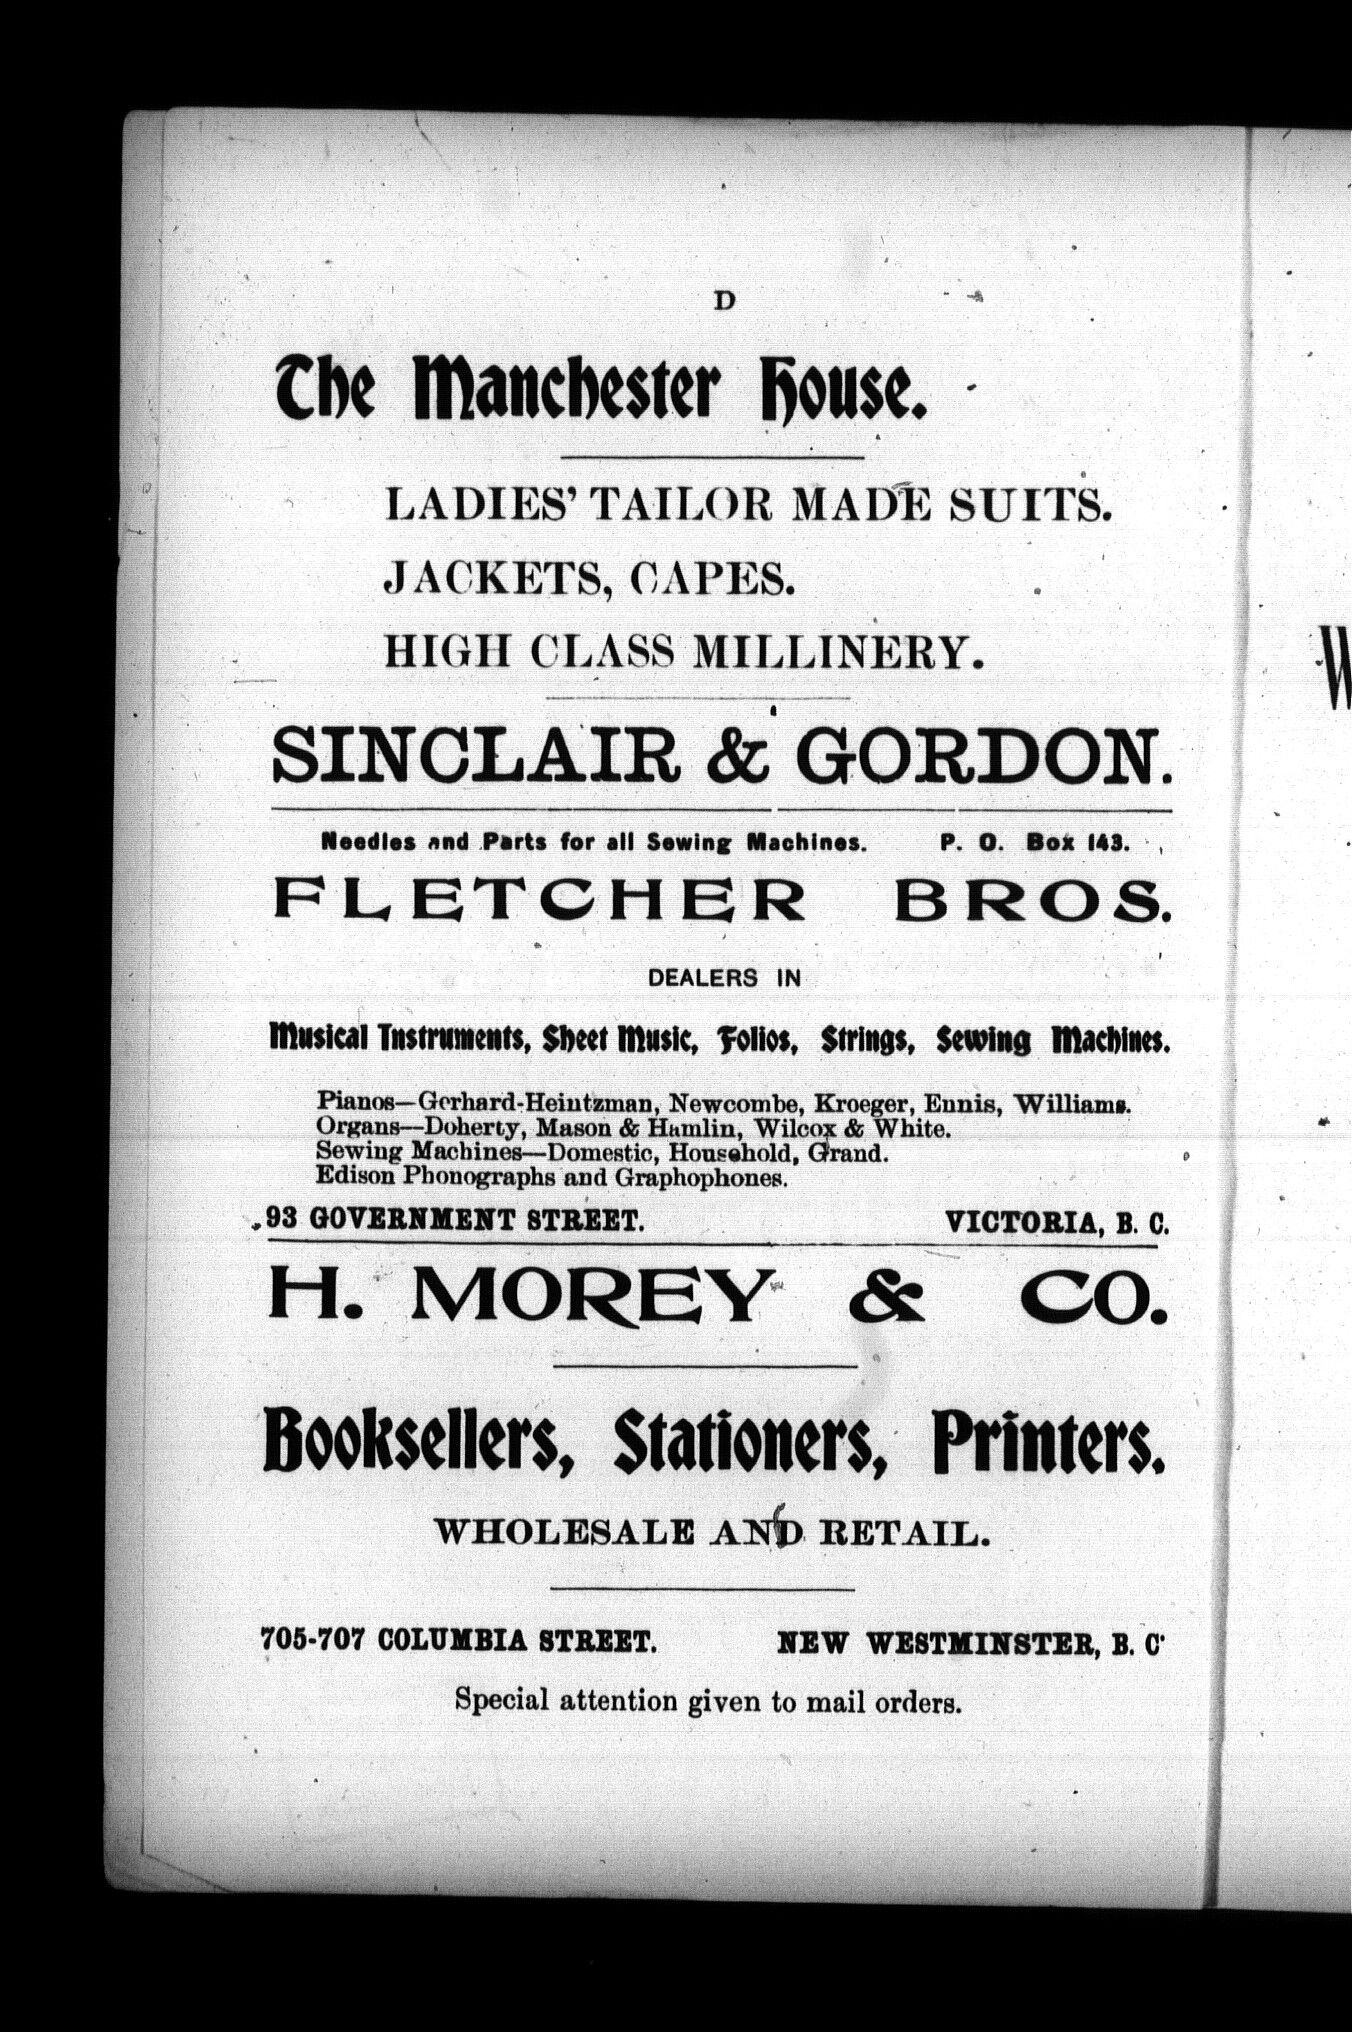 D
The Manchester House.
LADIES' TAILOR MADE SUITS.
JACKETS, CAPES.
HIGH CLASS MILLINERY.
SINCLAIR & GORDON.
Needles and Parts for all Sewing Machines. P. O. Box 143.
FLETCHER BROS.
DEALERS IN
Musical Instruments, Sheet Music, Folios, Strings, Sewing Machines.
Pianos—Gerhard-Heintzman, Newcombe, Kroeger, Ennis, Williams.
Organs—Doherty, Mason & Hamlin, Wilcox & White.
Sewing Machines—Domestic, Household, Grand.
Edison Phonographs and Graphophones.
93 GOVERNMENT STREET. VICTORIA, B. C.
H. MOREY & CO.
Booksellers, Stationers, Printers.
WHOLESALE AND RETAIL.
705-707 COLUMBIA STREET. NEW WESTMINSTER, B. C.
Special attention given to mail orders.